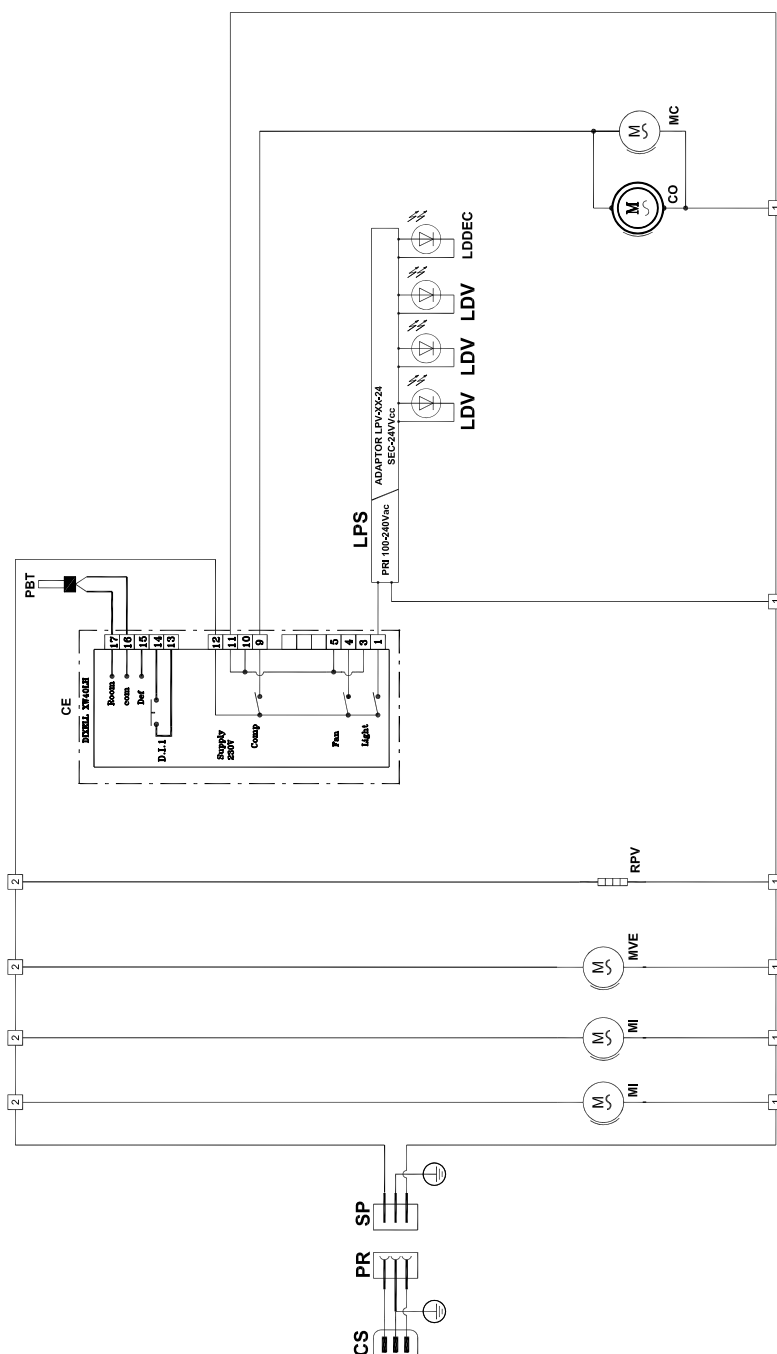 2
2
2
2
PBT
CE
DIXELL XW40LH
17
16
15
14
13
12
11
10
9
5
4
3
1
Room
com
Def
D.I.1
Supply
230V
Comp
Fan
Light
CS
PR
SP
LPS
PRI 100-240Vac
ADAPTOR LPV-XX-24
SEC-24VVcc
LDV
LDV
LDV
LDDEC
M
MI
M
MI
M
MVE
RPV
M
CO
M
MC
1
1
1
1
1
1